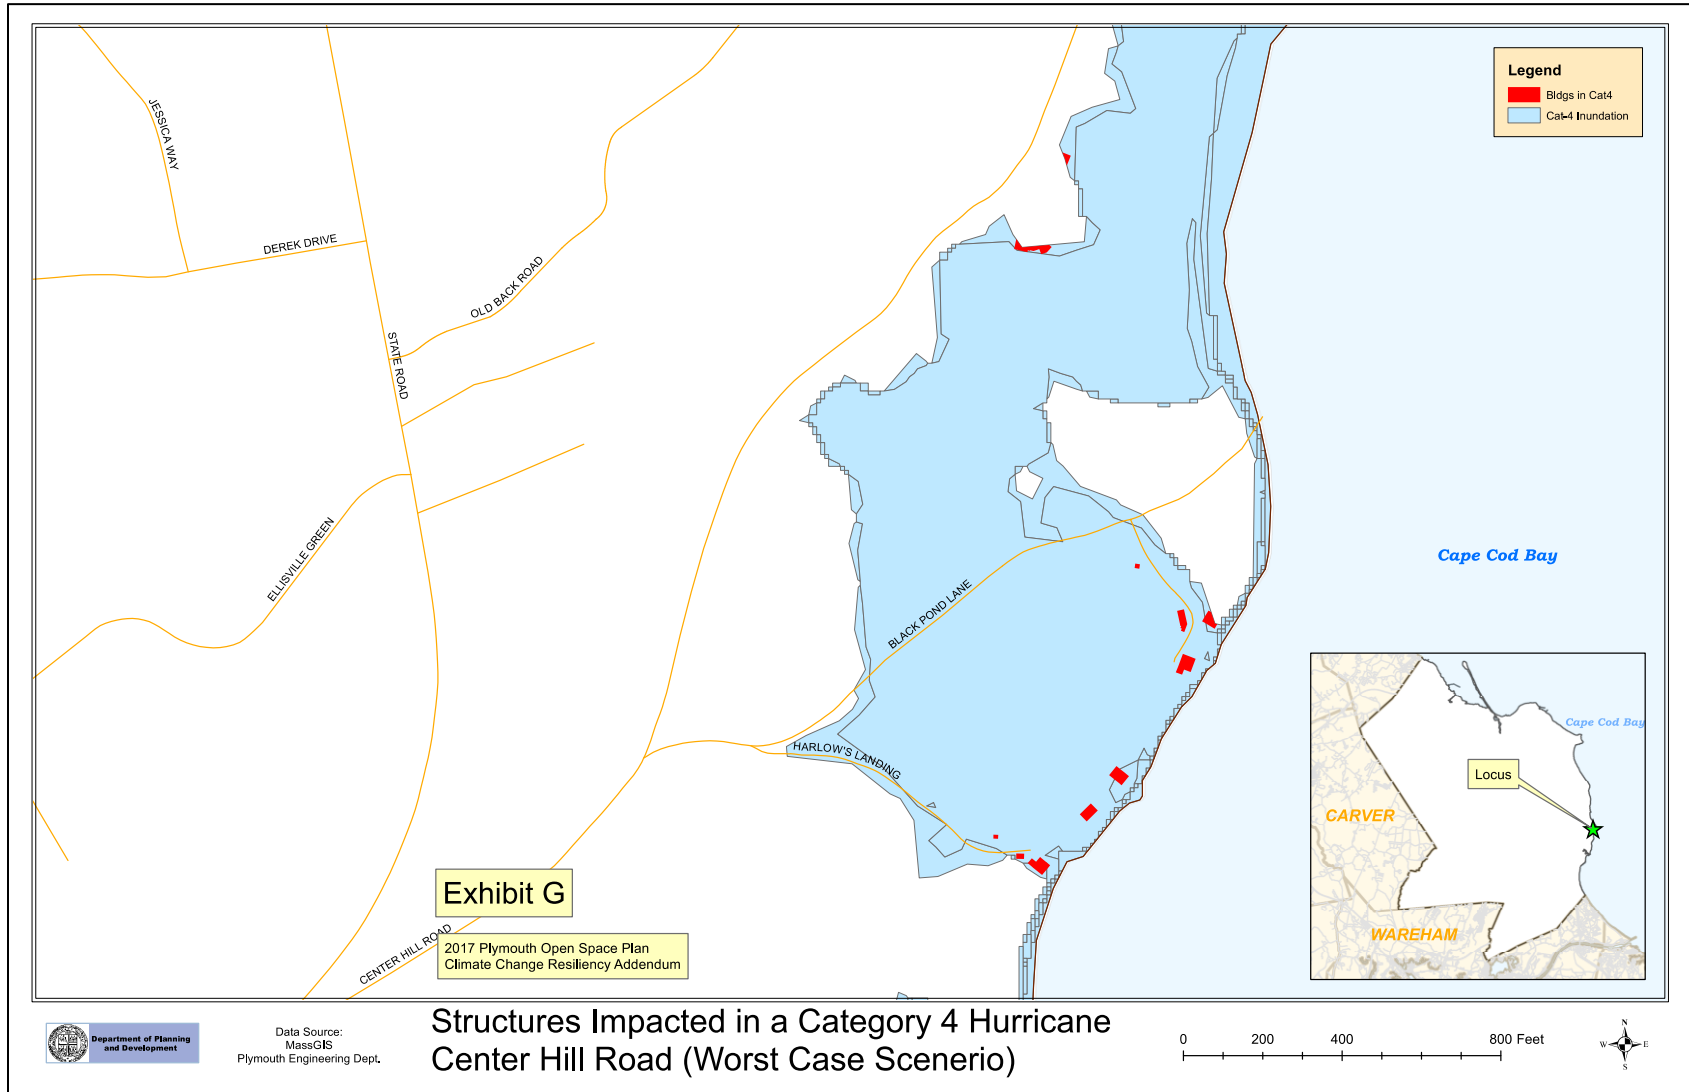 Legend
Bldgs in Cat4
Cat-4 Inundation
JESSICA WAY
DEREK DRIVE
OLD BACK ROAD
STATE ROAD
ELLISVILLE GREEN
BLACK POND LANE
HARLOW'S LANDING
CENTER HILL ROAD
Cape Cod Bay
Cape Cod Bay
Locus
CARVER
WAREHAM
Exhibit G
2017 Plymouth Open Space Plan
Climate Change Resiliency Addendum
Department of Planning
and Development
Data Source:
MassGIS
Plymouth Engineering Dept.
Structures Impacted in a Category 4 Hurricane
Center Hill Road (Worst Case Scenerio)
0 200 400 800 Feet
N
W E
S